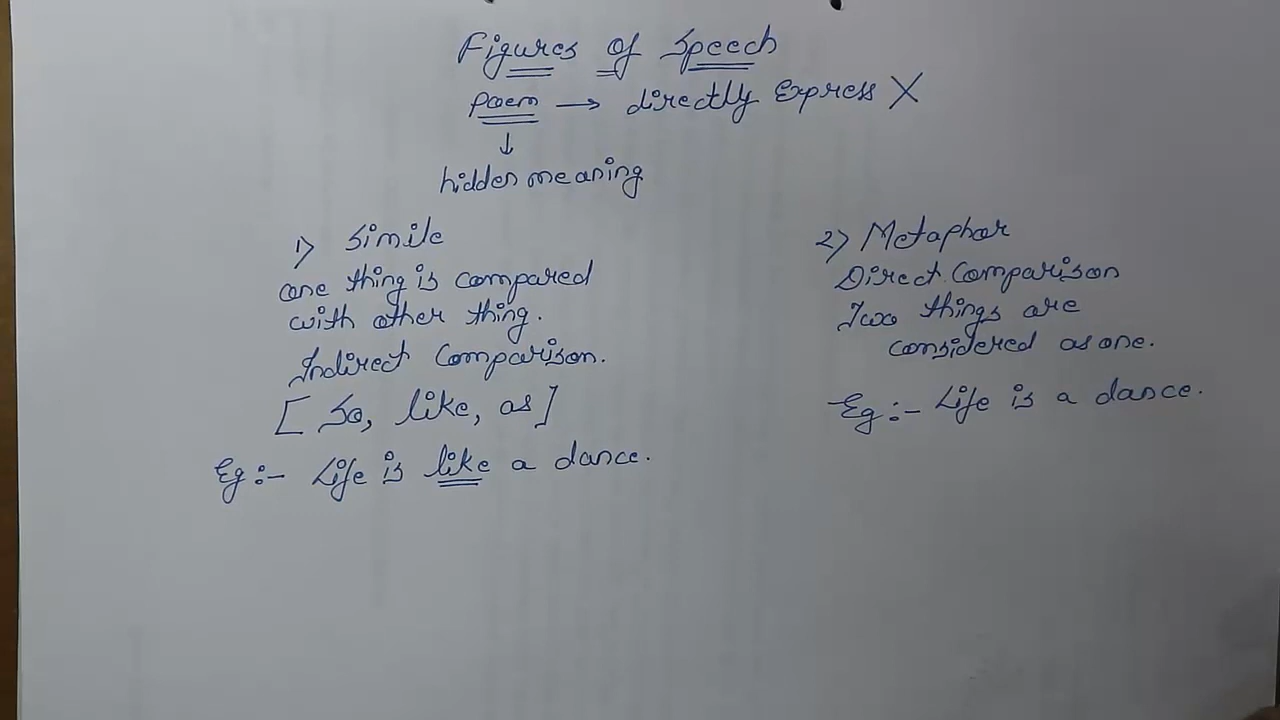 Figures of Speech
Poem → directly Express X
↓
hidden meaning
1) Simile
one thing is compared
with other thing.
Indirect Comparison.
[ So, like, as ]
Eg :- Life is like a dance.
2) Metaphor
Direct Comparison
Two things are
considered as one.
Eg :- Life is a dance.